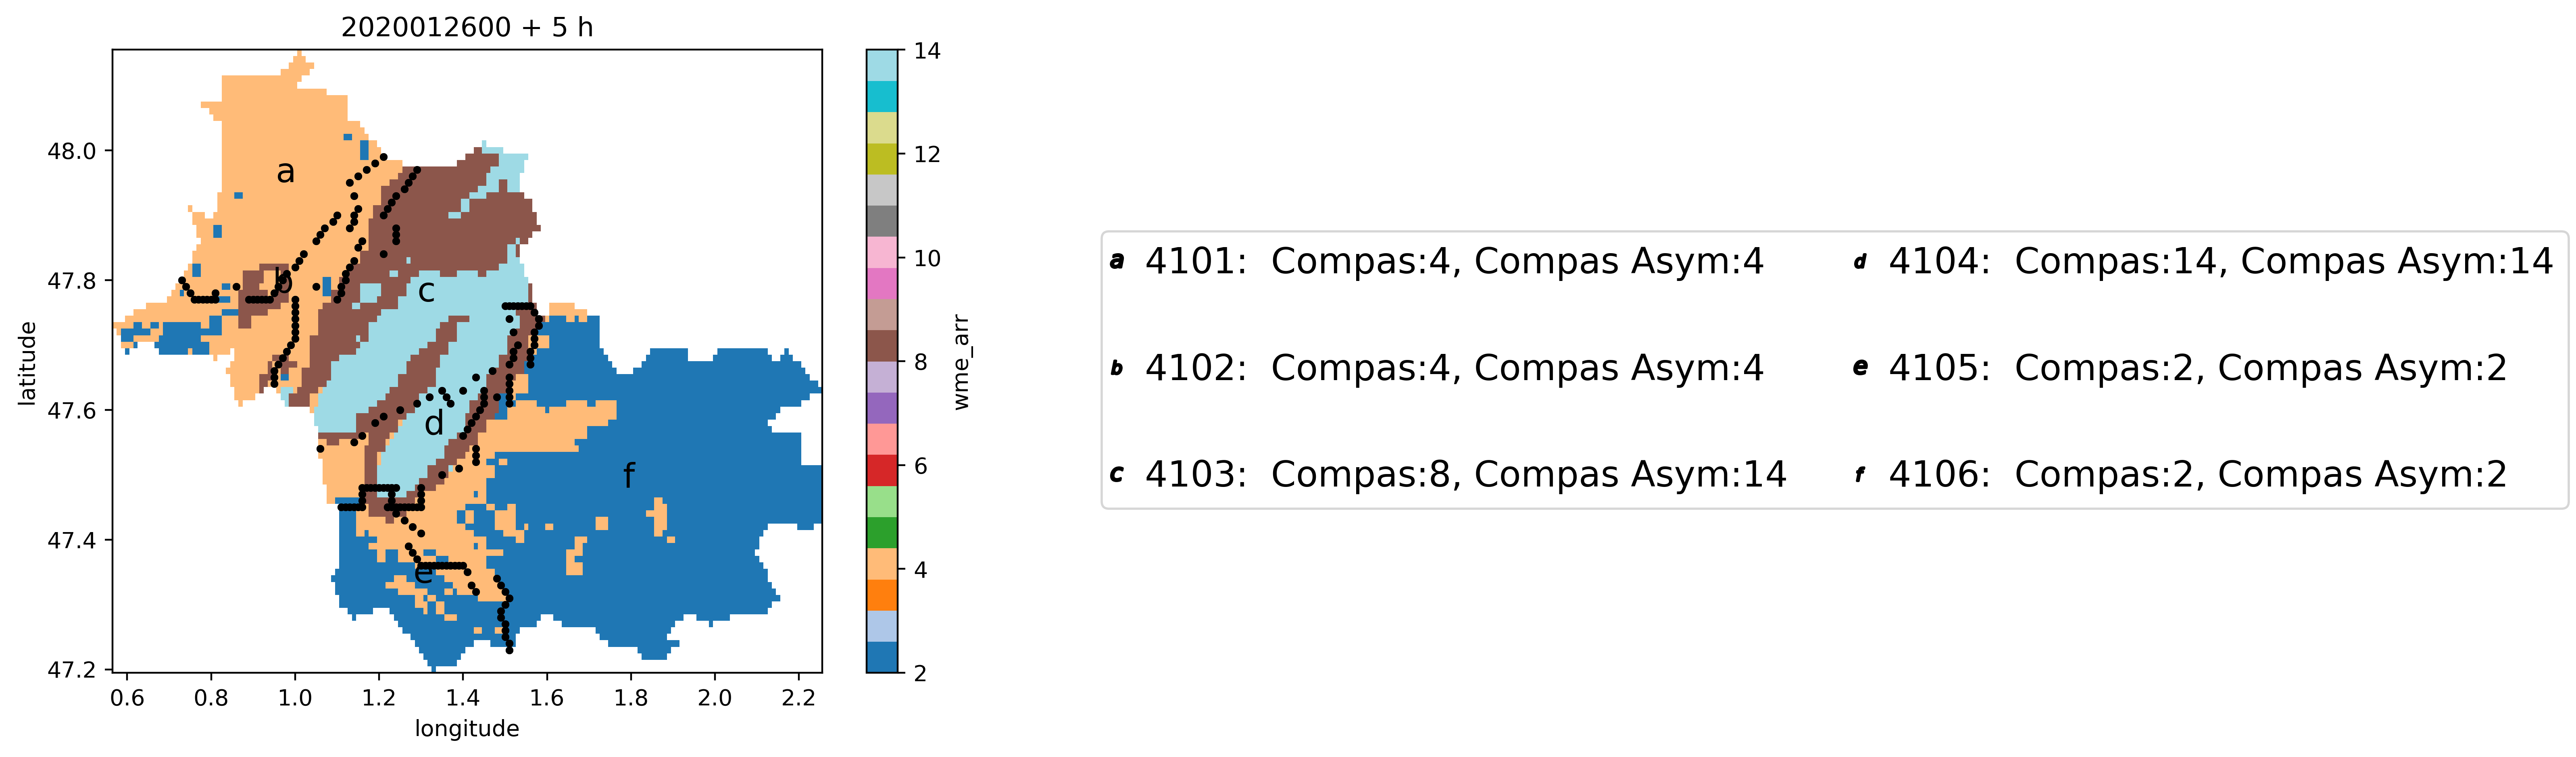 2020012600 + 5 h
latitude
48.0
47.8
47.6
47.4
47.2
a
b
c
d
e
f
0.6 0.8 1.0 1.2 1.4 1.6 1.8 2.0 2.2
longitude
14
12
10
8
6
4
2
wme_arr
a 4101:  Compas:4, Compas Asym:4
b 4102:  Compas:4, Compas Asym:4
c 4103:  Compas:8, Compas Asym:14
d 4104:  Compas:14, Compas Asym:14
e 4105:  Compas:2, Compas Asym:2
f 4106:  Compas:2, Compas Asym:2